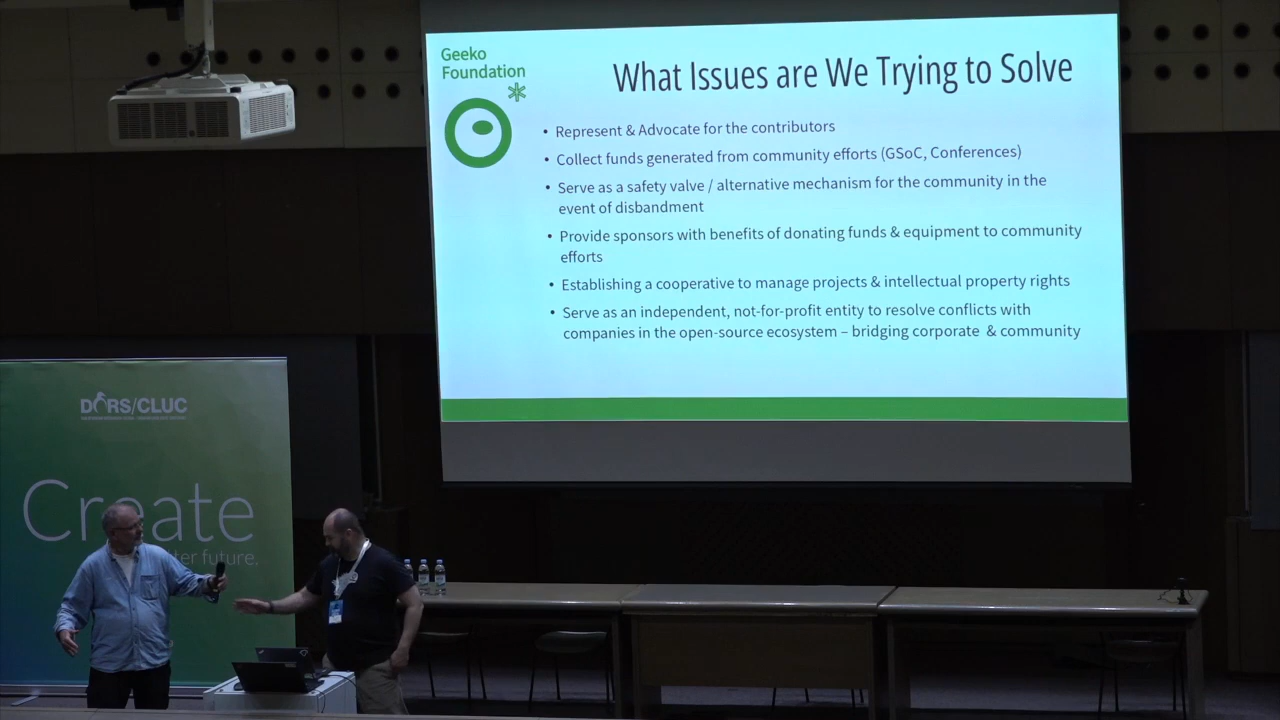 Geeko
Foundation
What Issues are We Trying to Solve
• Represent & Advocate for the contributors
• Collect funds generated from community efforts (GSoC, Conferences)
• Serve as a safety valve / alternative mechanism for the community in the
event of disbandment
• Provide sponsors with benefits of donating funds & equipment to community
efforts
• Establishing a cooperative to manage projects & intellectual property rights
• Serve as an independent, not-for-profit entity to resolve conflicts with
companies in the open-source ecosystem – bridging corporate & community
DORS/CLUC
Create
future.